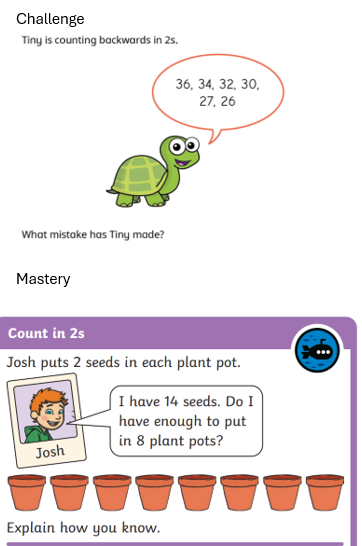 Challenge
Tiny is counting backwards in 2s.
36, 34, 32, 30,
27, 26
What mistake has Tiny made?
Mastery
Count in 2s
Josh puts 2 seeds in each plant pot.
I have 14 seeds. Do I
have enough to put
in 8 plant pots?
Josh
Explain how you know.